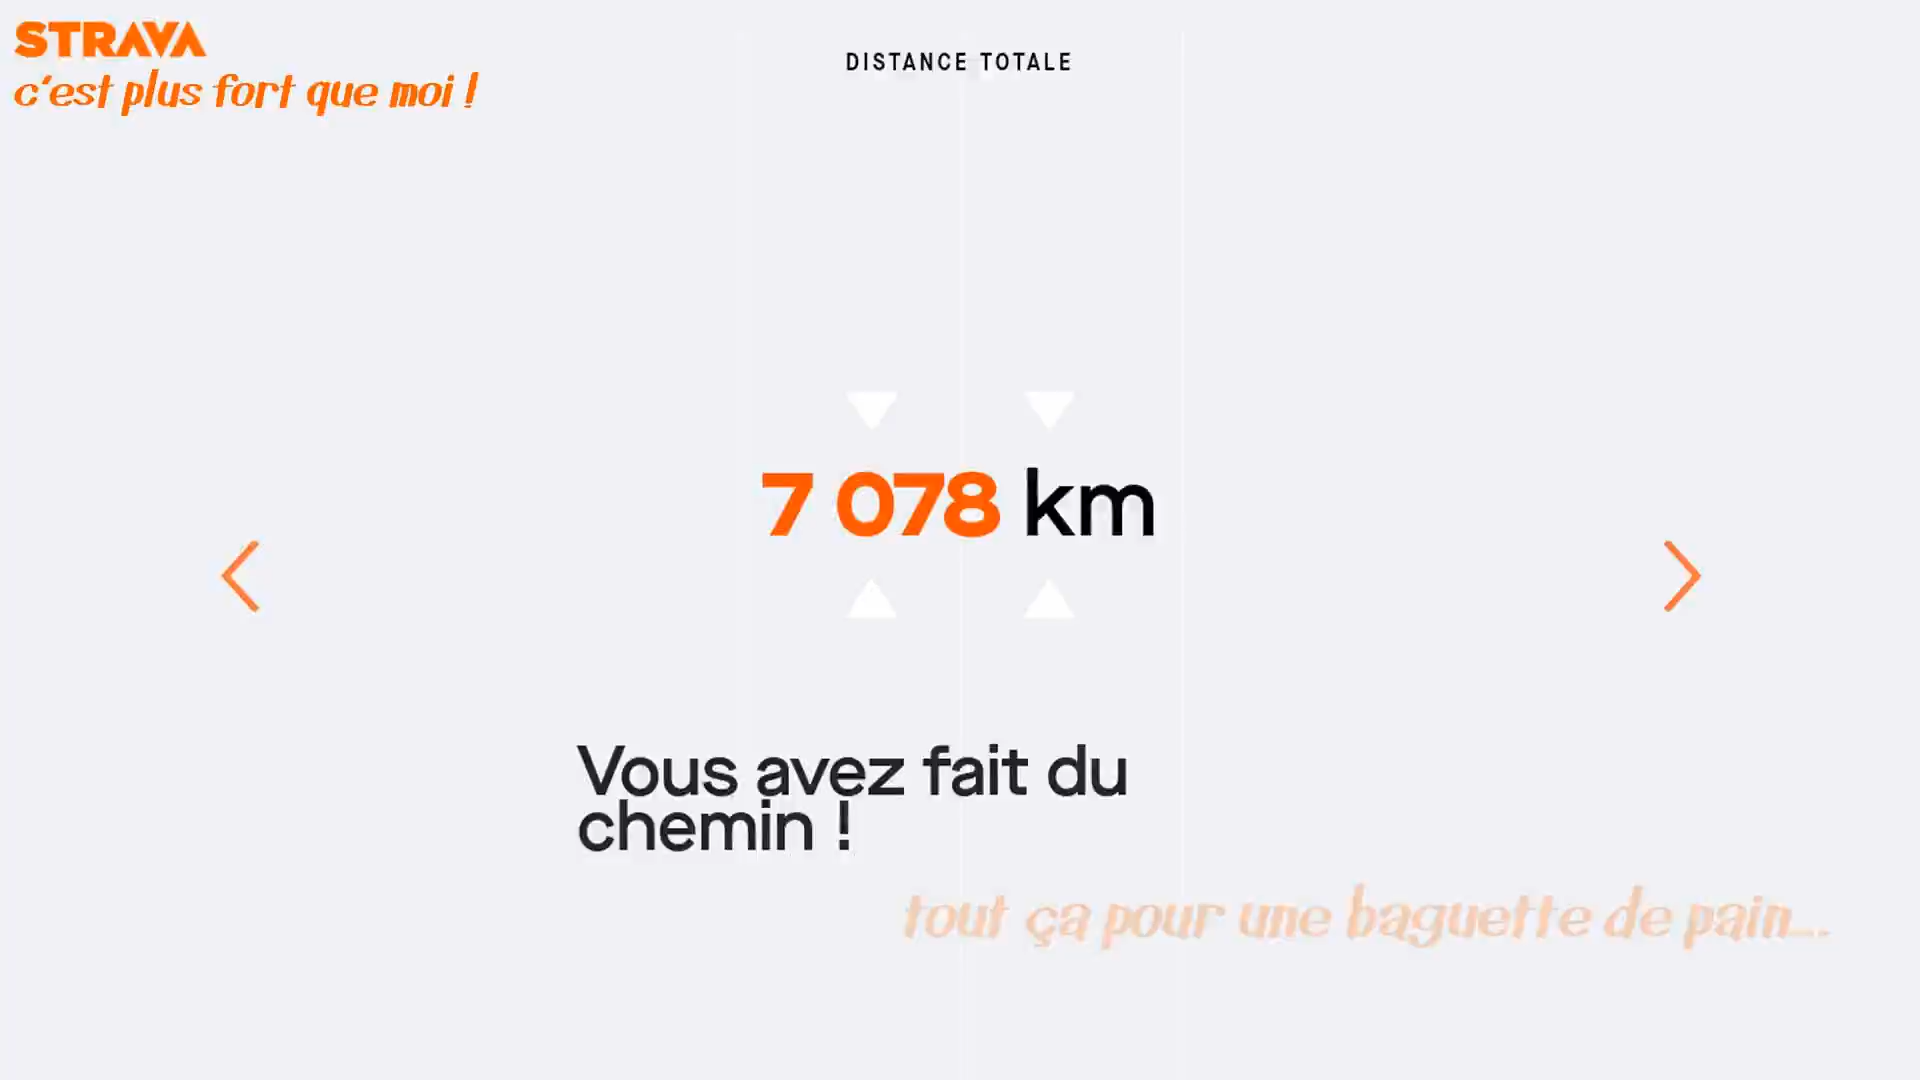 STRAVA
c'est plus fort que moi !
DISTANCE TOTALE
7 078 km
Vous avez fait du
chemin !
tout ça pour une baguette de pain...